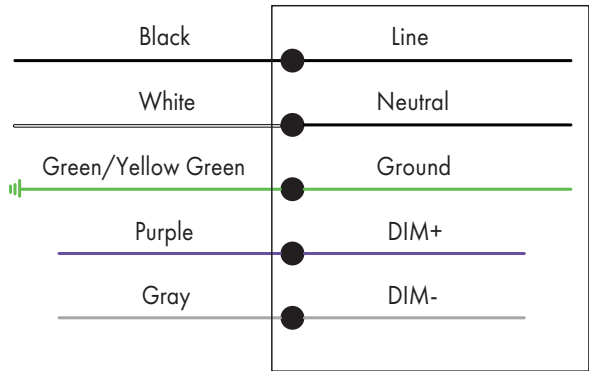 Black Line
White Neutral
Green/Yellow Green Ground
Purple DIM+
Gray DIM-